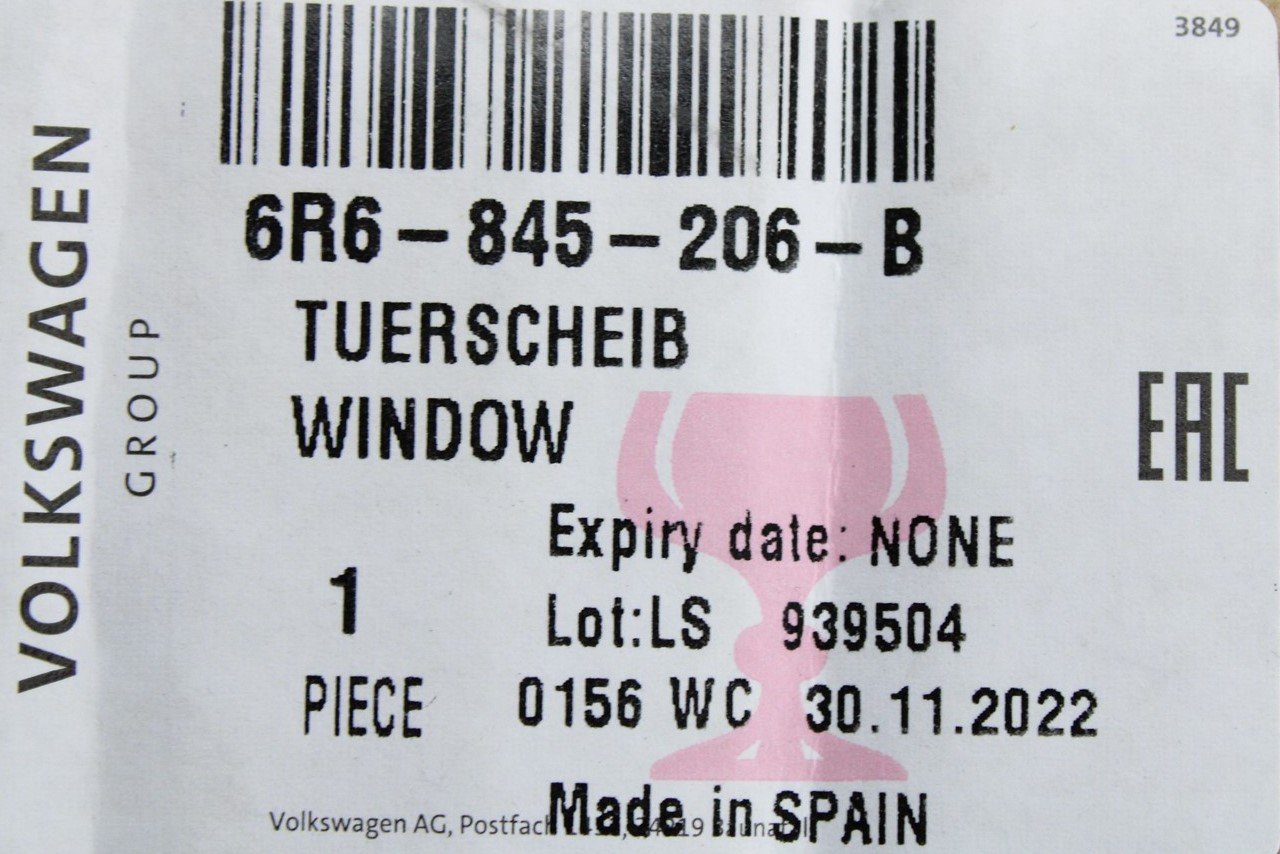 3849
VOLKSWAGEN
GROUP
6R6-845-206-B
TUERSCHEIB
WINDOW
EAC
Expiry date: NONE
1
Lot:LS 939504
PIECE
0156 WC 30.11.2022
Made in SPAIN
Volkswagen AG, Postfach